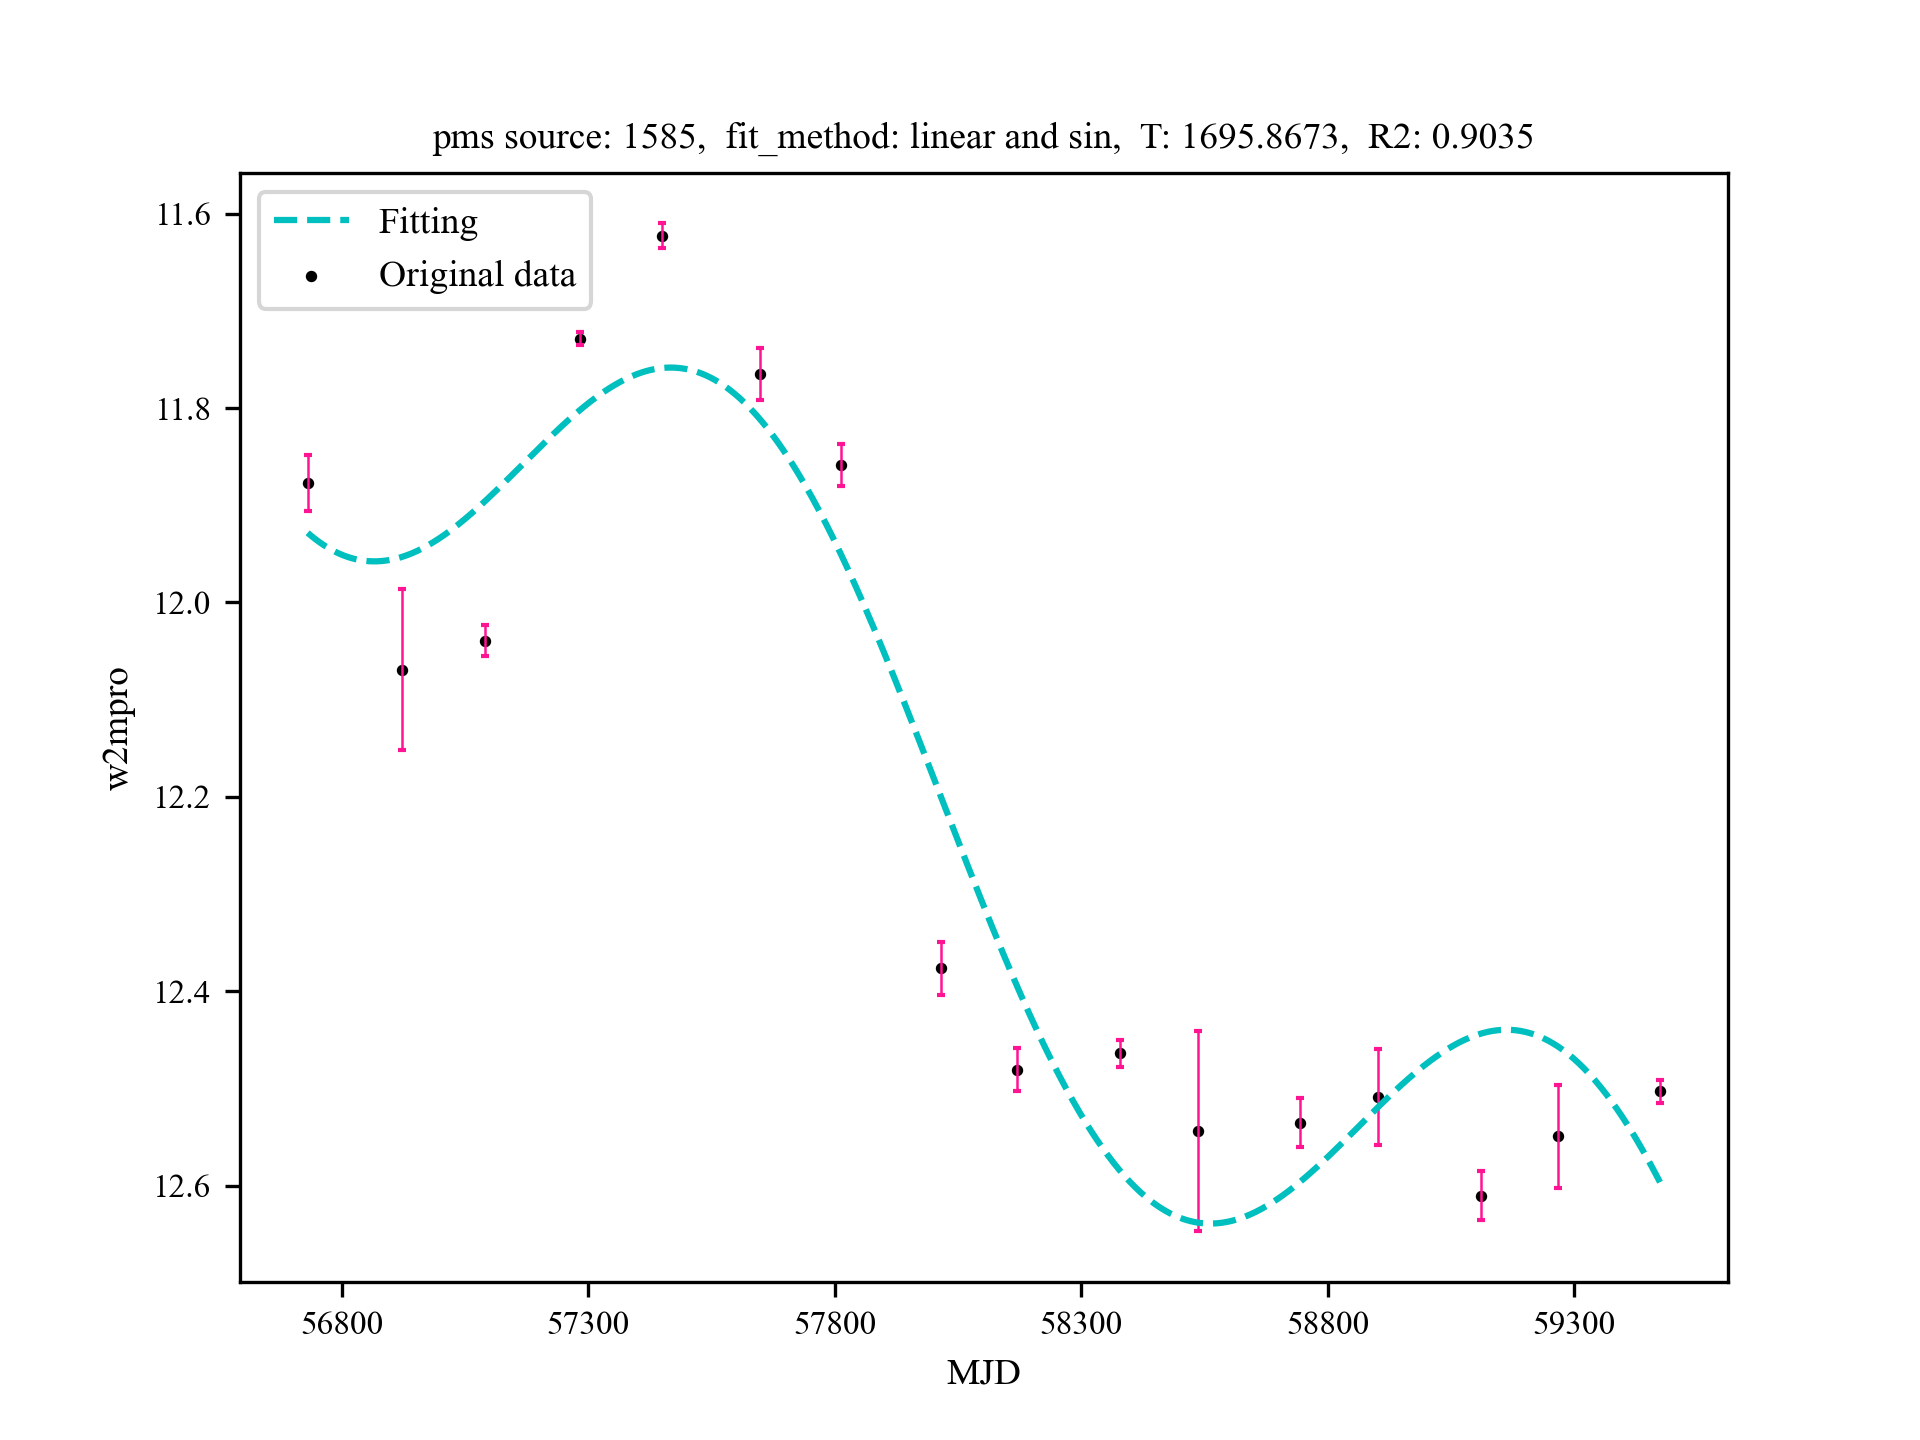 pms source: 1585,  fit_method: linear and sin,  T: 1695.8673,  R2: 0.9035
Fitting
Original data
11.6
11.8
12.0
12.2
12.4
12.6
w2mpro
56800 57300 57800 58300 58800 59300
MJD